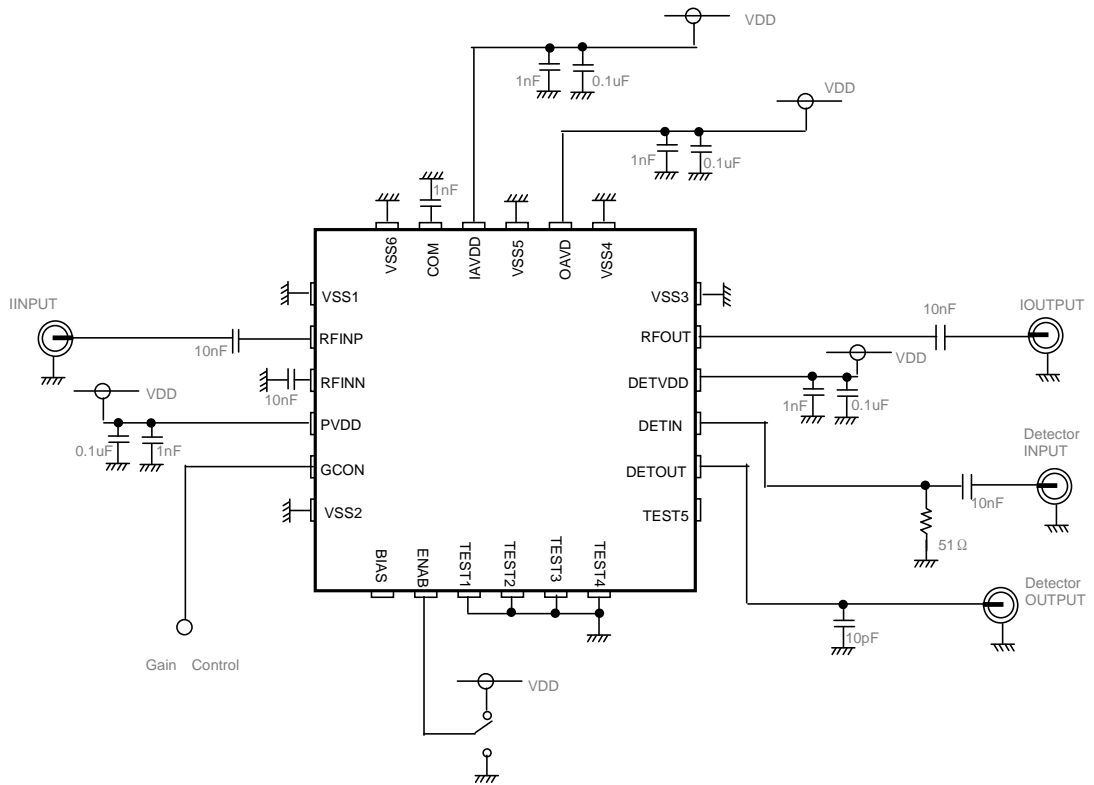 VDD
1nF
0.1uF
VDD
1nF
0.1uF
1nF
VSS6
COM
IAVDD
VSS5
OAVD
VSS4
IINPUT
10nF
VSS1
RFINP
RFINN
10nF
VDD
PVDD
0.1uF
1nF
GCON
VSS2
VSS3
RFOUT
10nF
IOUTPUT
DETVDD
VDD
1nF
0.1uF
DETIN
Detector
INPUT
10nF
51Ω
DETOUT
TEST5
BIAS
ENAB
TEST1
TEST2
TEST3
TEST4
Detector
OUTPUT
10pF
Gain Control
VDD